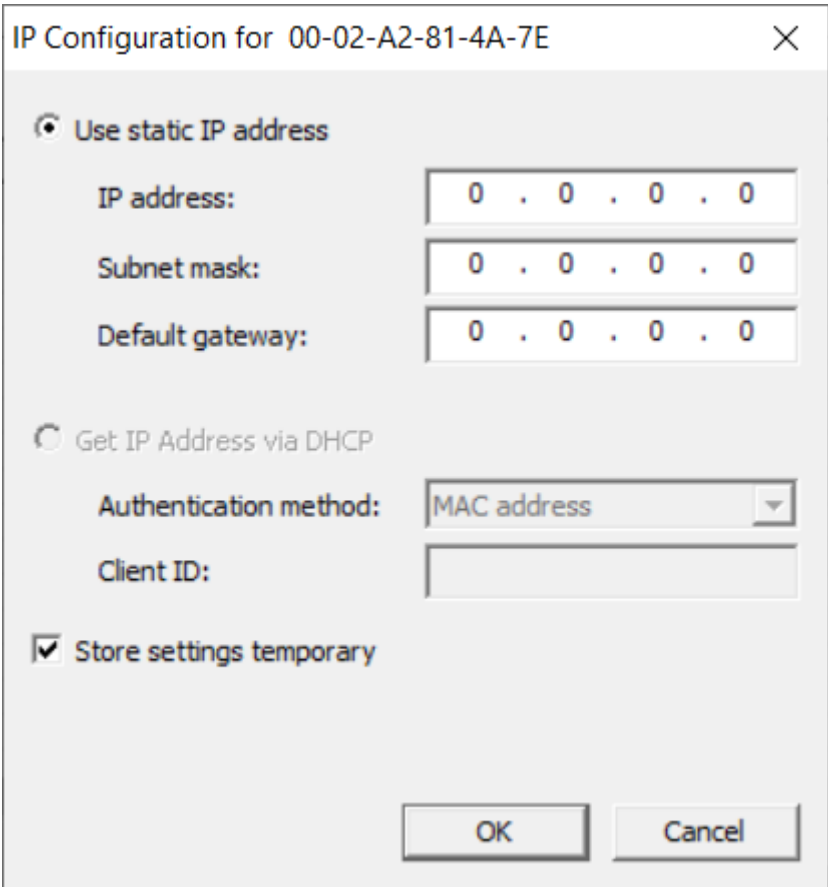 IP Configuration for 00-02-A2-81-4A-7E
Use static IP address
IP address: 0 . 0 . 0 . 0
Subnet mask: 0 . 0 . 0 . 0
Default gateway: 0 . 0 . 0 . 0
Get IP Address via DHCP
Authentication method: MAC address
Client ID:
Store settings temporary
OK Cancel